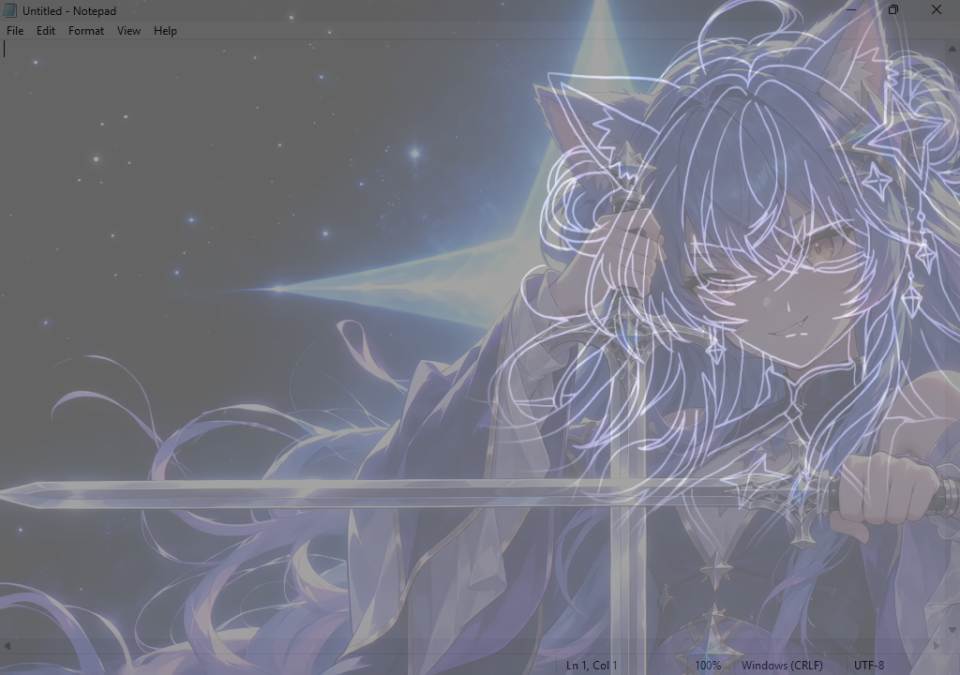 Untitled - Notepad
File Edit Format View Help
Ln 1, Col 1 100% Windows (CRLF) UTF-8